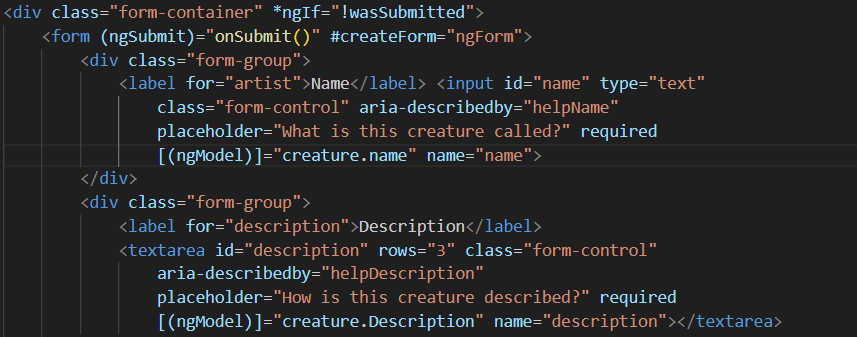 <div class="form-container" *ngIf="!wasSubmitted">
<form (ngSubmit)="onSubmit()" #createForm="ngForm">
<div class="form-group">
<label for="artist">Name</label> <input id="name" type="text"
class="form-control" aria-describedby="helpName"
placeholder="What is this creature called?" required
[(ngModel)]="creature.name" name="name">
</div>
<div class="form-group">
<label for="description">Description</label>
<textarea id="description" rows="3" class="form-control"
aria-describedby="helpDescription"
placeholder="How is this creature described?" required
[(ngModel)]="creature.Description" name="description"></textarea>